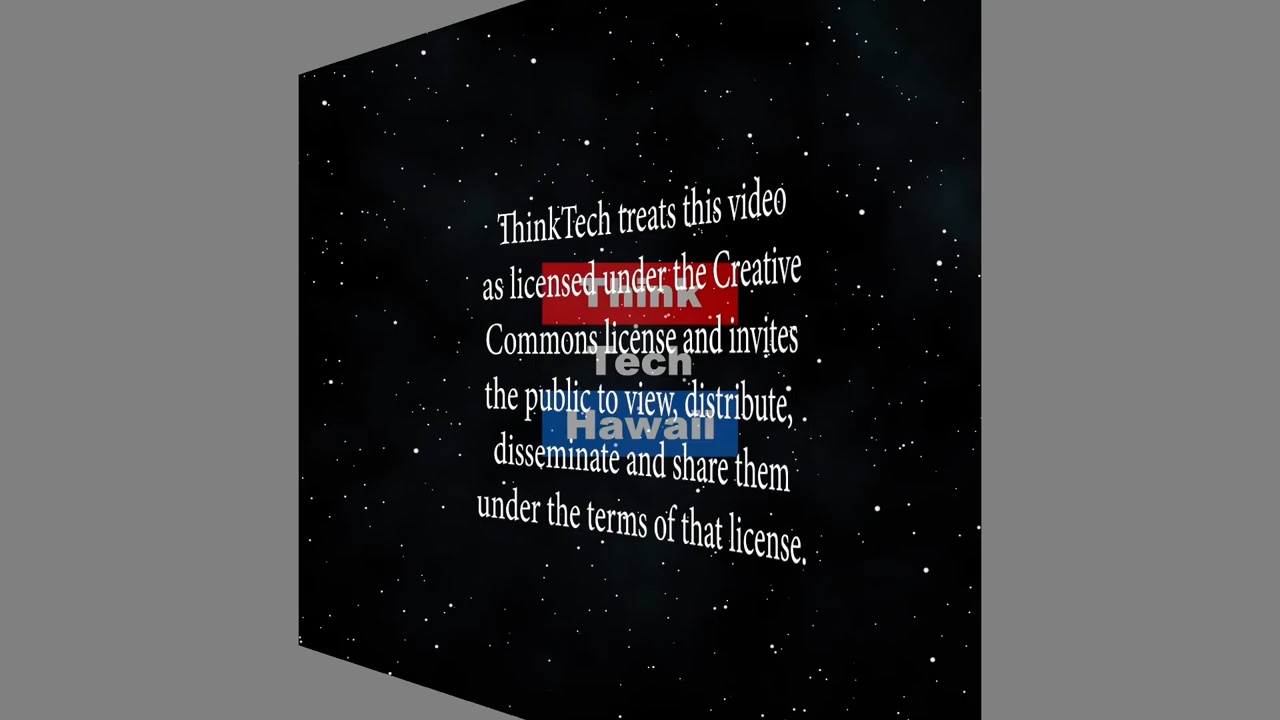 ThinkTech treats this video
as licensed under the Creative
Commons license and invites
the public to view, distribute,
disseminate and share them
under the terms of that license.
Think
Tech
Hawaii